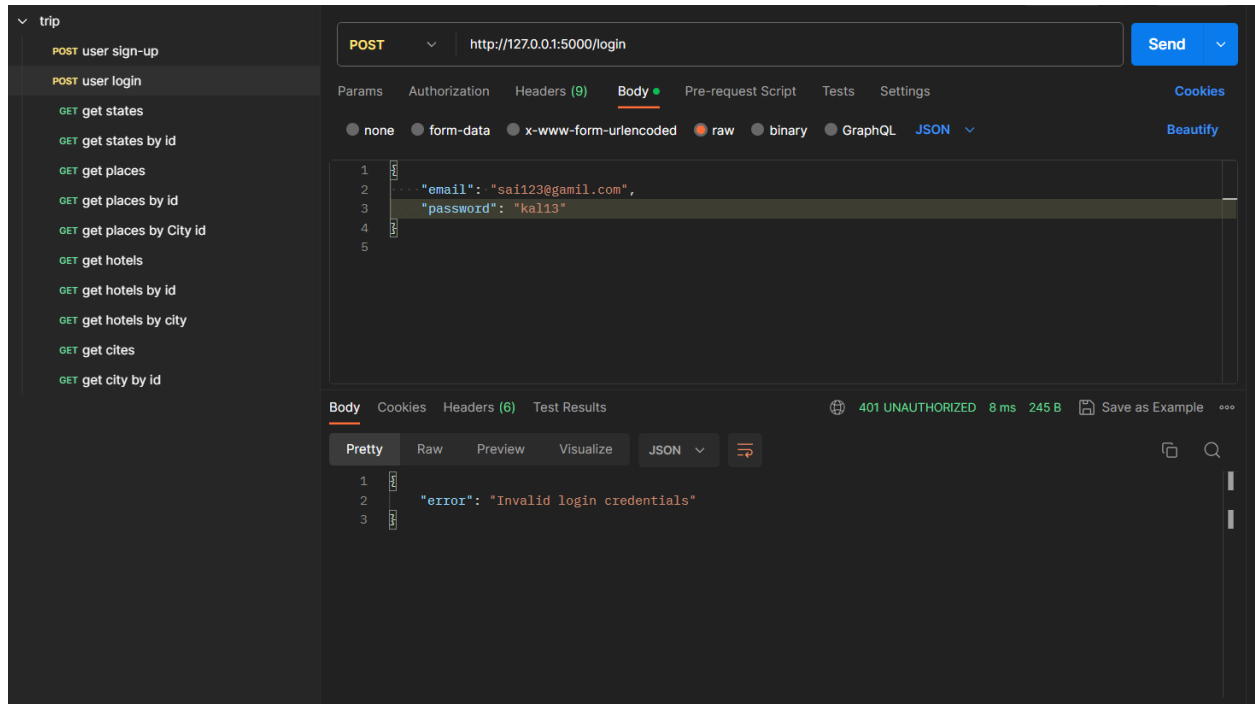 trip
POST user sign-up
POST user login
GET get states
GET get states by id
GET get places
GET get places by id
GET get places by City id
GET get hotels
GET get hotels by id
GET get hotels by city
GET get cites
GET get city by id
POST http://127.0.0.1:5000/login Send
Params Authorization Headers (9) Body Pre-request Script Tests Settings Cookies
none form-data x-www-form-urlencoded raw binary GraphQL JSON Beautify
1 {
2 "email": "sai123@gamil.com",
3 "password": "kal13"
4 }
5
Body Cookies Headers (6) Test Results 401 UNAUTHORIZED 8 ms 245 B Save as Example
Pretty Raw Preview Visualize JSON
1 {
2 "error": "Invalid login credentials"
3 }